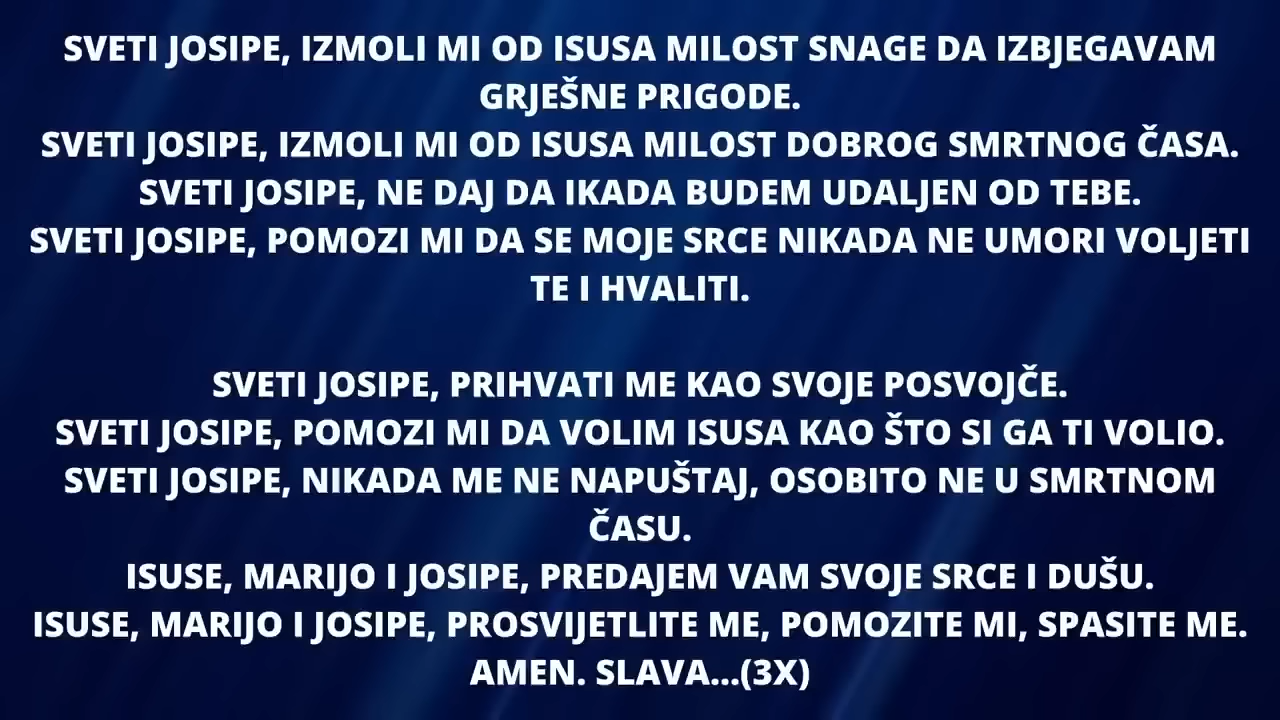 SVETI JOSIPE, IZMOLI MI OD ISUSA MILOST SNAGE DA IZBJEGAVAM
GRJEŠNE PRIGODE.
SVETI JOSIPE, IZMOLI MI OD ISUSA MILOST DOBROG SMRTNOG ČASA.
SVETI JOSIPE, NE DAJ DA IKADA BUDEM UDALJEN OD TEBE.
SVETI JOSIPE, POMOZI MI DA SE MOJE SRCE NIKADA NE UMORI VOLJETI
TE I HVALITI.
SVETI JOSIPE, PRIHVATI ME KAO SVOJE POSVOJČE.
SVETI JOSIPE, POMOZI MI DA VOLIM ISUSA KAO ŠTO SI GA TI VOLIO.
SVETI JOSIPE, NIKADA ME NE NAPUŠTAJ, OSOBITO NE U SMRTNOM
ČASU.
ISUSE, MARIJO I JOSIPE, PREDAJEM VAM SVOJE SRCE I DUŠU.
ISUSE, MARIJO I JOSIPE, PROSVIJETLITE ME, POMOZITE MI, SPASITE ME.
AMEN. SLAVA...(3X)